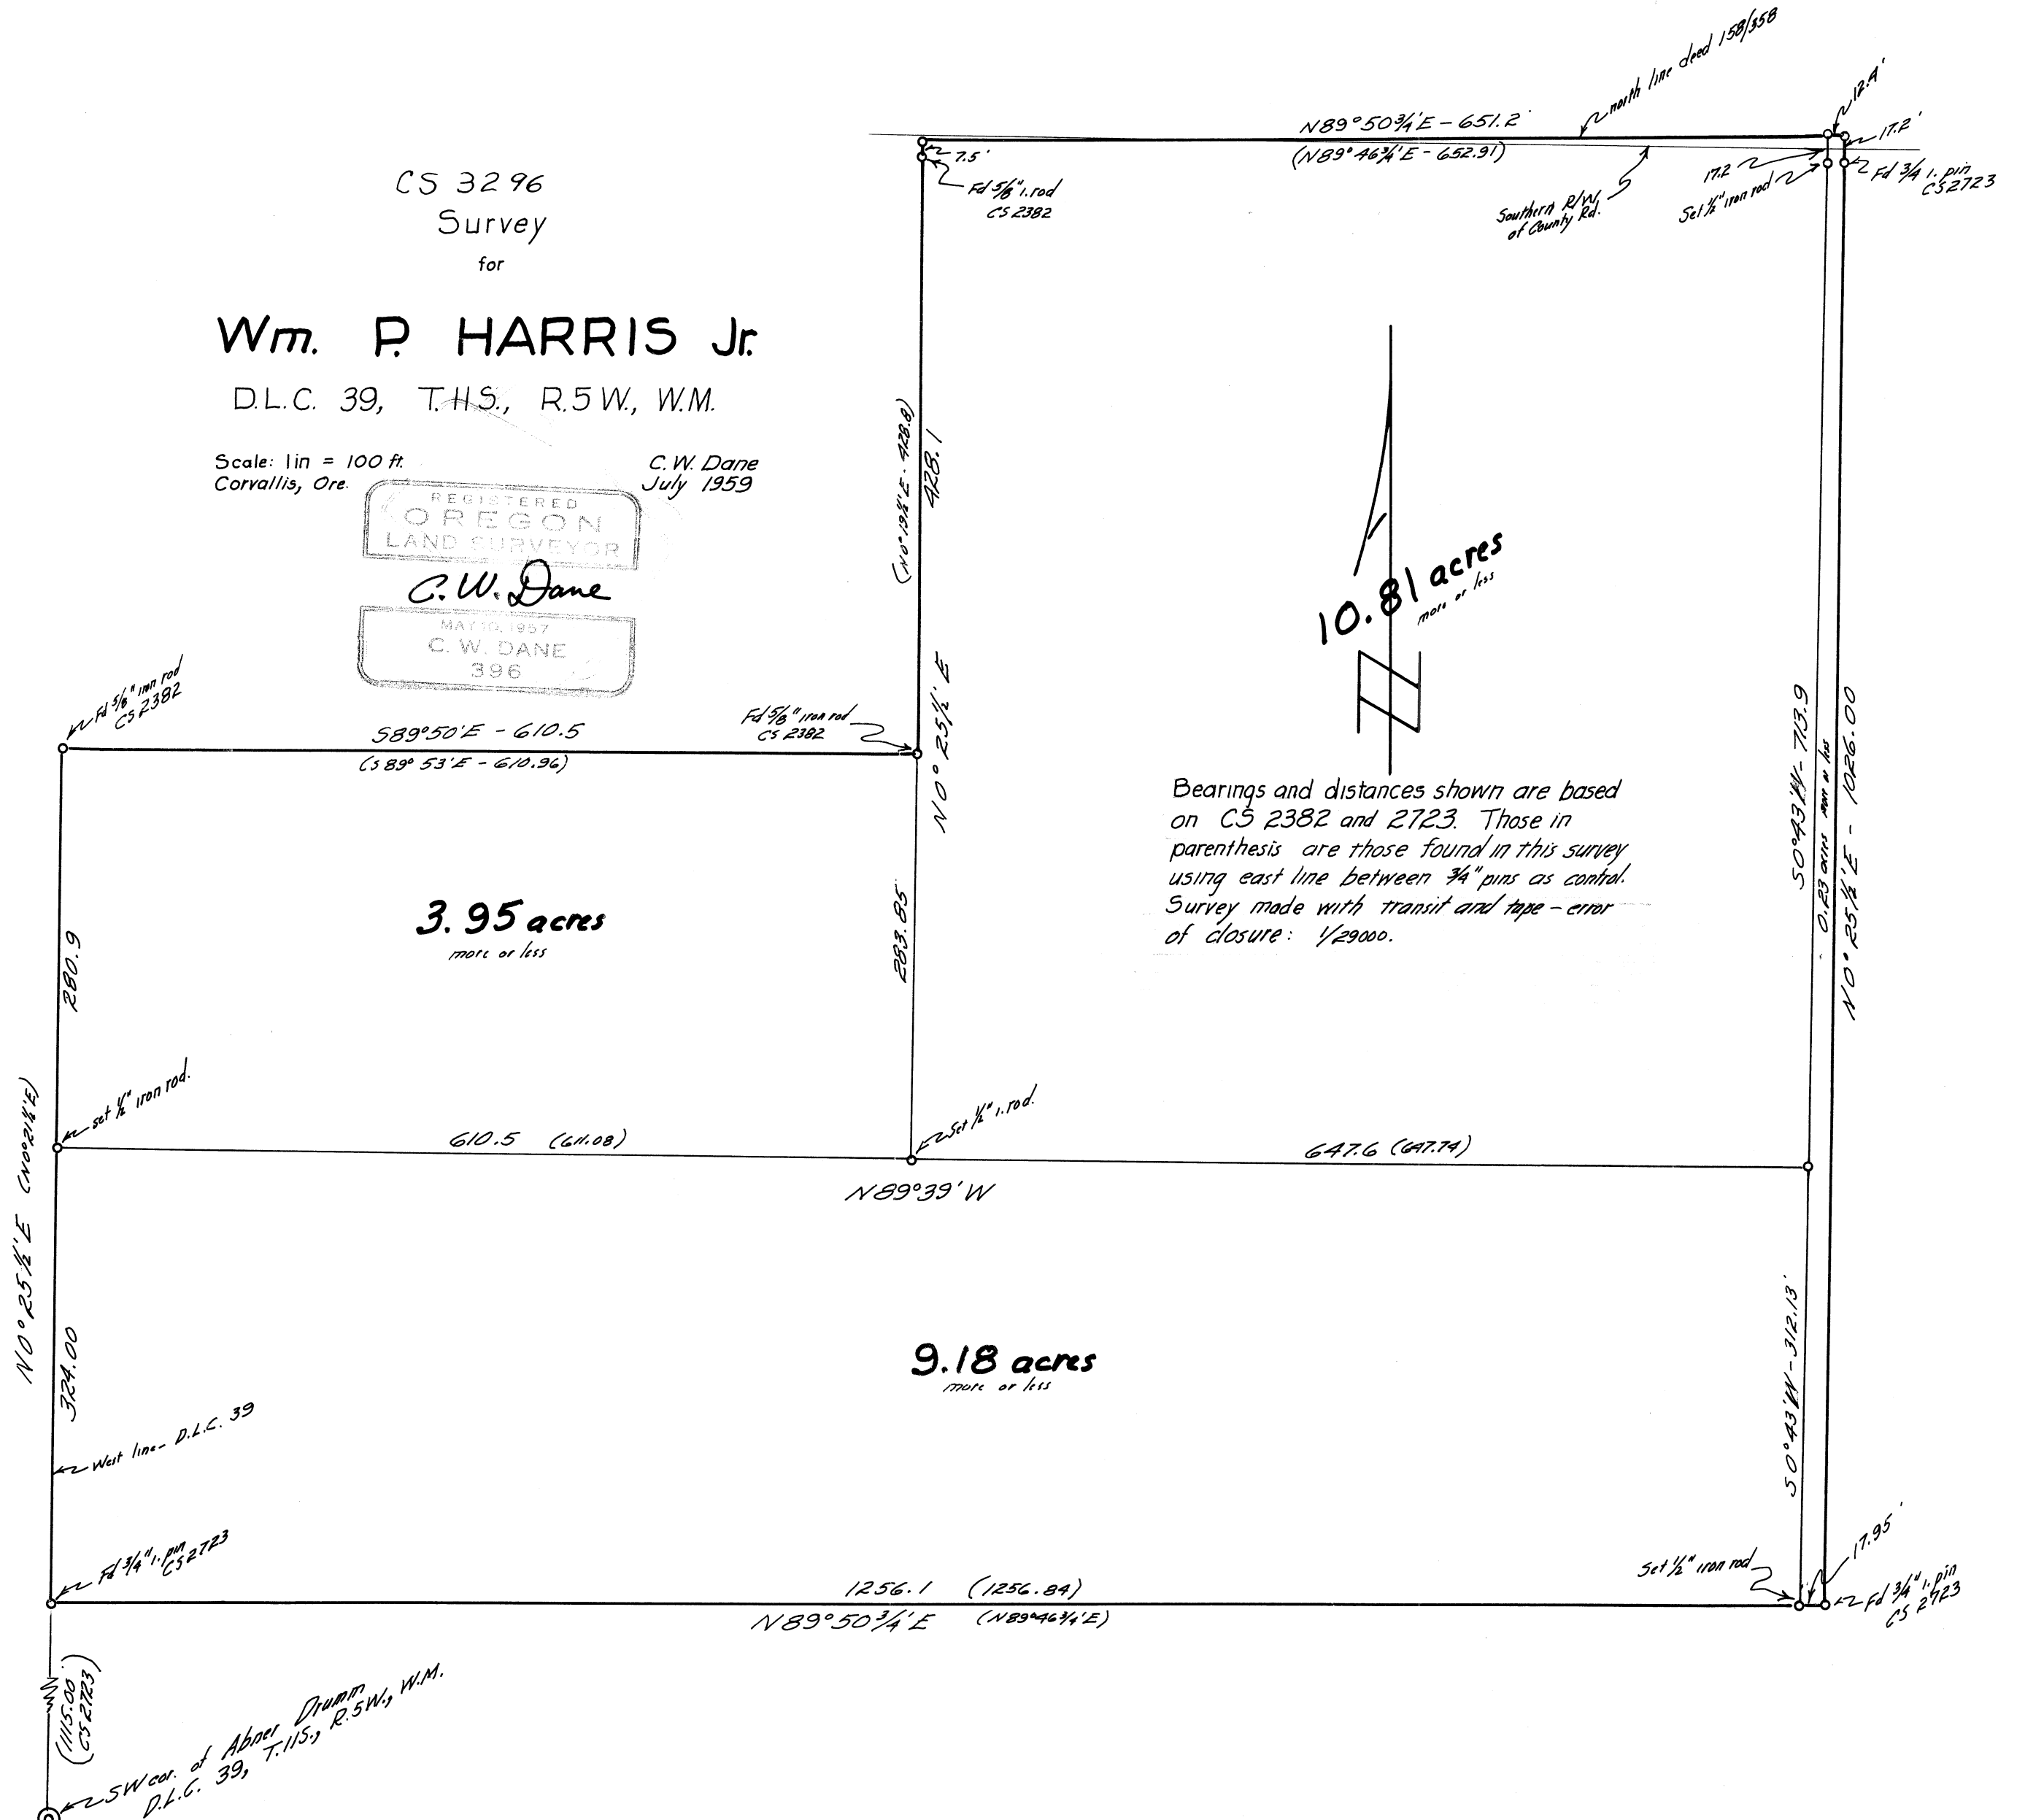 CS 3296
Survey
for
Wm. P. HARRIS Jr.
D.L.C. 39, T.11S., R.5W., W.M.
Scale: 1in = 100 ft.
Corvallis, Ore.
C.W. Dane
July 1959
REGISTERED
OREGON
LAND SURVEYOR
C.W. Dane
MAY 10, 1957
C. W. DANE
396
north line deed 158/358
12.4'
N89°50¾'E - 651.2
(N89°46¾'E - 652.91)
17.2'
7.5'
Fd 5/8" i.rod
CS 2382
Southern R/W
of County Rd.
17.2
Set ½" iron rod
Fd 3/4 i. pin
CS2723
(N0°19½'E - 428.8)
428.1
N0°25½'E
10.81 acres
more or less
N
Fd 5/8" iron rod
CS 2382
S89°50'E - 610.5
(S89°53'E - 610.96)
Fd 5/8" iron rod
CS 2382
S0°43'W - 713.9
0.23 acres more or less
N0°25½'E - 1026.00
Bearings and distances shown are based
on CS 2382 and 2723. Those in
parenthesis are those found in this survey
using east line between ¾" pins as control.
Survey made with transit and tape - error
of closure: 1/29000.
280.9
3.95 acres
more or less
283.85
set ½" iron rod.
Set ½" i.rod.
610.5 (611.08)
647.6 (647.74)
N89°39'W
N0°25½'E (N0°21½'E)
324.00
9.18 acres
more or less
S0°43'W - 312.13'
West line - D.L.C. 39
Fd 3/4" i. pin
CS2723
Set ½" iron rod
17.95'
Fd 3/4" i. pin
CS 2723
1256.1 (1256.84)
N89°50¾'E (N89°46¾'E)
(1115.00'
CS2723)
SW cor. of Abner Drumm
D.L.C. 39, T.11S., R.5W., W.M.